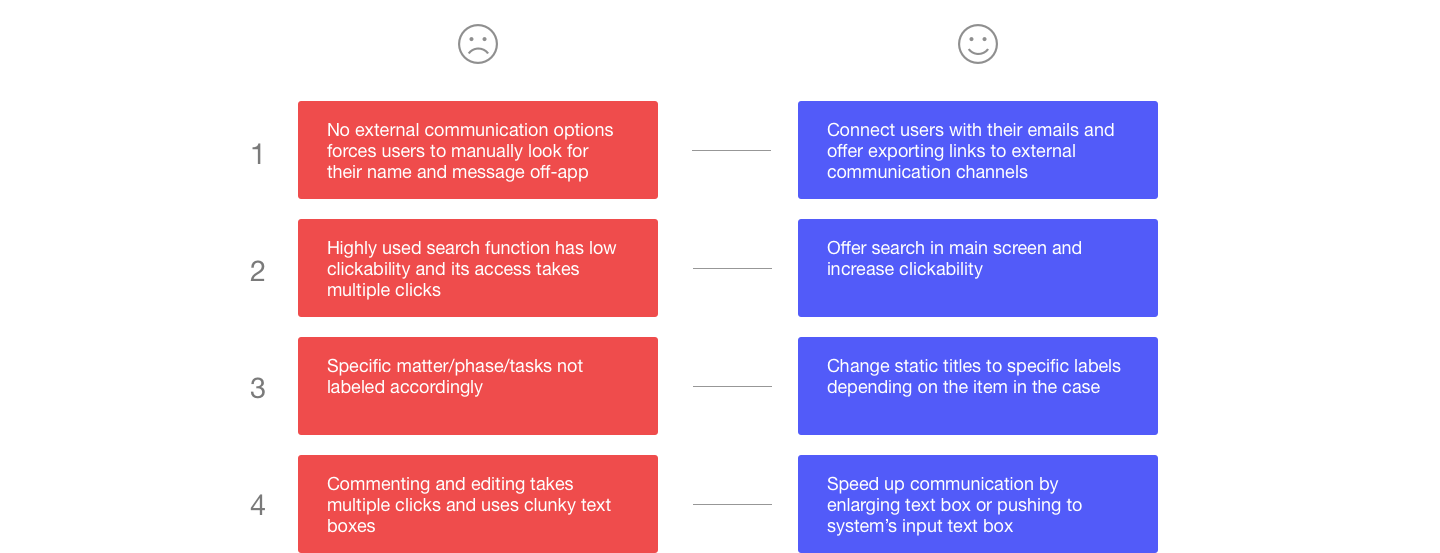 1
No external communication options
forces users to manually look for
their name and message off-app
Connect users with their emails and
offer exporting links to external
communication channels
2
Highly used search function has low
clickability and its access takes
multiple clicks
Offer search in main screen and
increase clickability
3
Specific matter/phase/tasks not
labeled accordingly
Change static titles to specific labels
depending on the item in the case
4
Commenting and editing takes
multiple clicks and uses clunky text
boxes
Speed up communication by
enlarging text box or pushing to
system’s input text box